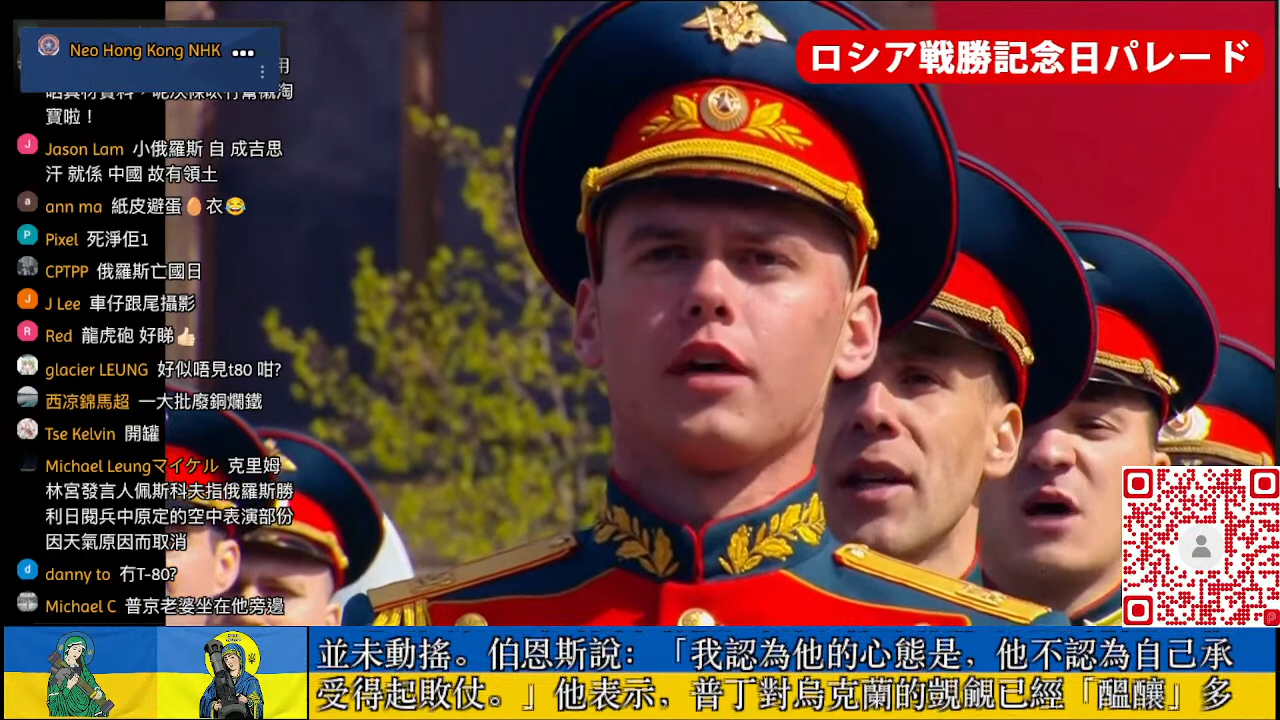 Neo Hong Kong NHK
ロシア戦勝記念日パレード
寶啦！
Jason Lam 小俄羅斯 自 成吉思
汗 就係 中國 故有領土
ann ma 紙皮避蛋🥚衣😂
Pixel 死淨佢1
CPTPP 俄羅斯亡國日
J Lee 車仔跟尾攝影
Red 龍虎砲 好睇👍🏻
glacier LEUNG 好似唔見t80 咁?
西凉錦馬超 一大批廢銅爛鐵
Tse Kelvin 開罐
Michael Leungマイケル 克里姆
林宮發言人佩斯科夫指俄羅斯勝
利日閱兵中原定的空中表演部份
因天氣原因而取消
danny to 冇T-80?
Michael C 普京老婆坐在他旁邊
並未動搖。伯恩斯說：「我認為他的心態是，他不認為自己承
受得起敗仗。」他表示，普丁對烏克蘭的覬覦已經「醞釀」多